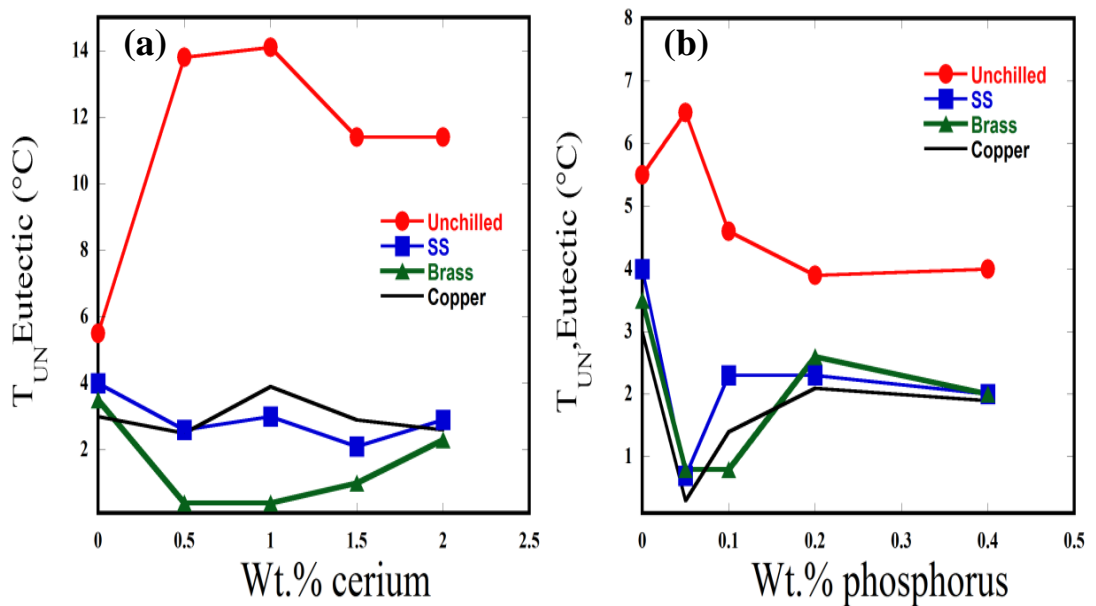 (a)
T_UN Eutectic (°C)
14
12
10
8
6
4
2
Unchilled
SS
Brass
Copper
0 0.5 1 1.5 2 2.5
Wt.% cerium
(b)
T_UN, Eutectic (°C)
8
7
6
5
4
3
2
1
Unchilled
SS
Brass
Copper
0 0.1 0.2 0.3 0.4 0.5
Wt.% phosphorus